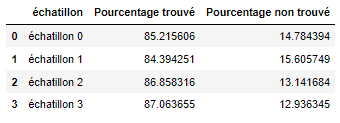 échatillon Pourcentage trouvé Pourcentage non trouvé
0 échatillon 0 85.215606 14.784394
1 échatillon 1 84.394251 15.605749
2 échatillon 2 86.858316 13.141684
3 échatillon 3 87.063655 12.936345